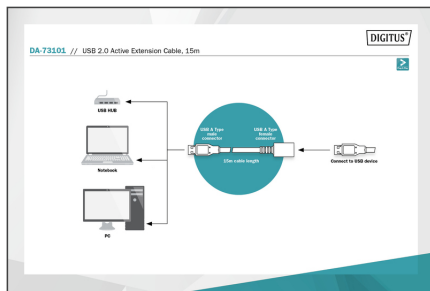 DIGITUS®
DA-73101 // USB 2.0 Active Extension Cable, 15m
USB HUB
USB A Type
male
connector
USB A Type
female
connector
15m cable length
Notebook
Connect to USB device
PC